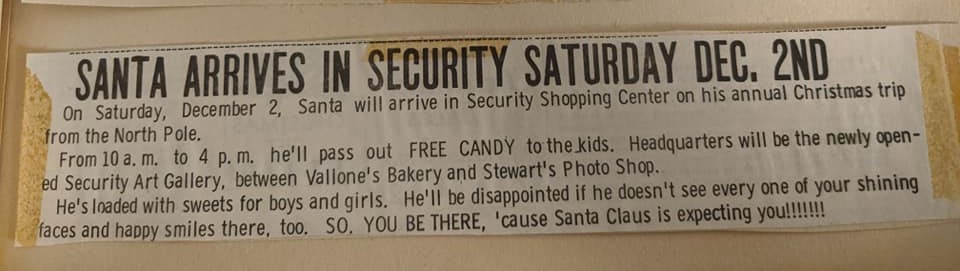 SANTA ARRIVES IN SECURITY SATURDAY DEC. 2ND
On Saturday, December 2, Santa will arrive in Security Shopping Center on his annual Christmas trip
from the North Pole.
From 10 a. m. to 4 p. m. he'll pass out FREE CANDY to the kids. Headquarters will be the newly open-
ed Security Art Gallery, between Vallone's Bakery and Stewart's Photo Shop.
He's loaded with sweets for boys and girls. He'll be disappointed if he doesn't see every one of your shining
faces and happy smiles there, too. SO, YOU BE THERE, 'cause Santa Claus is expecting you!!!!!!!